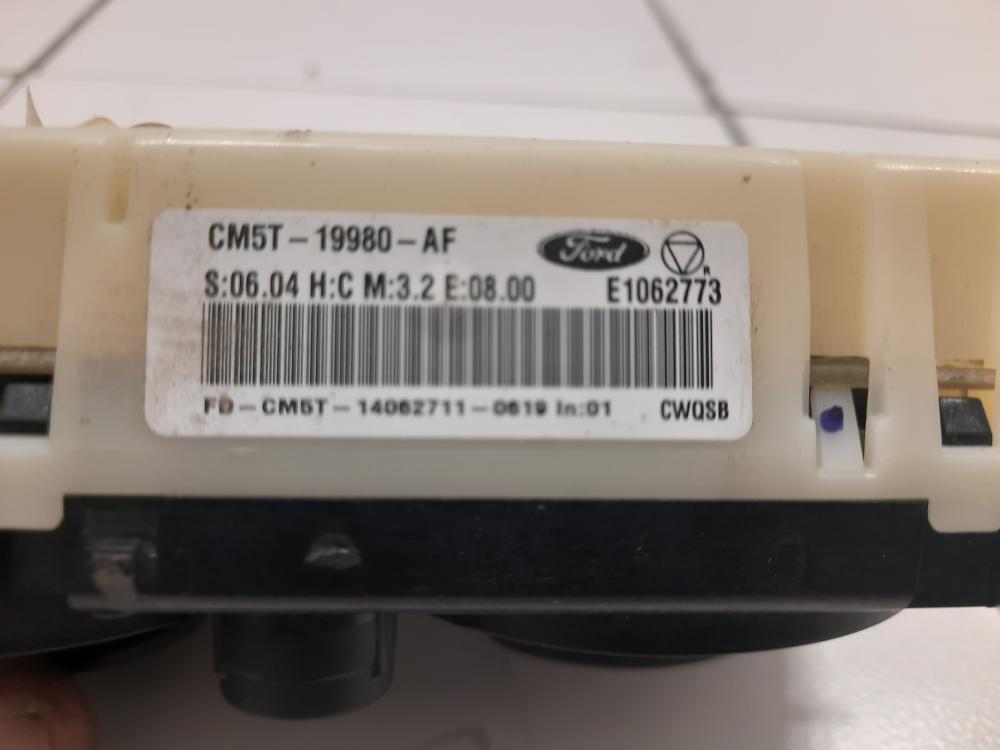 CM5T-19980-AF
Ford
R
S:06.04 H:C M:3.2 E:08.00 E1062773
FD-CM5T-14062711-0619 In:01 CWQSB